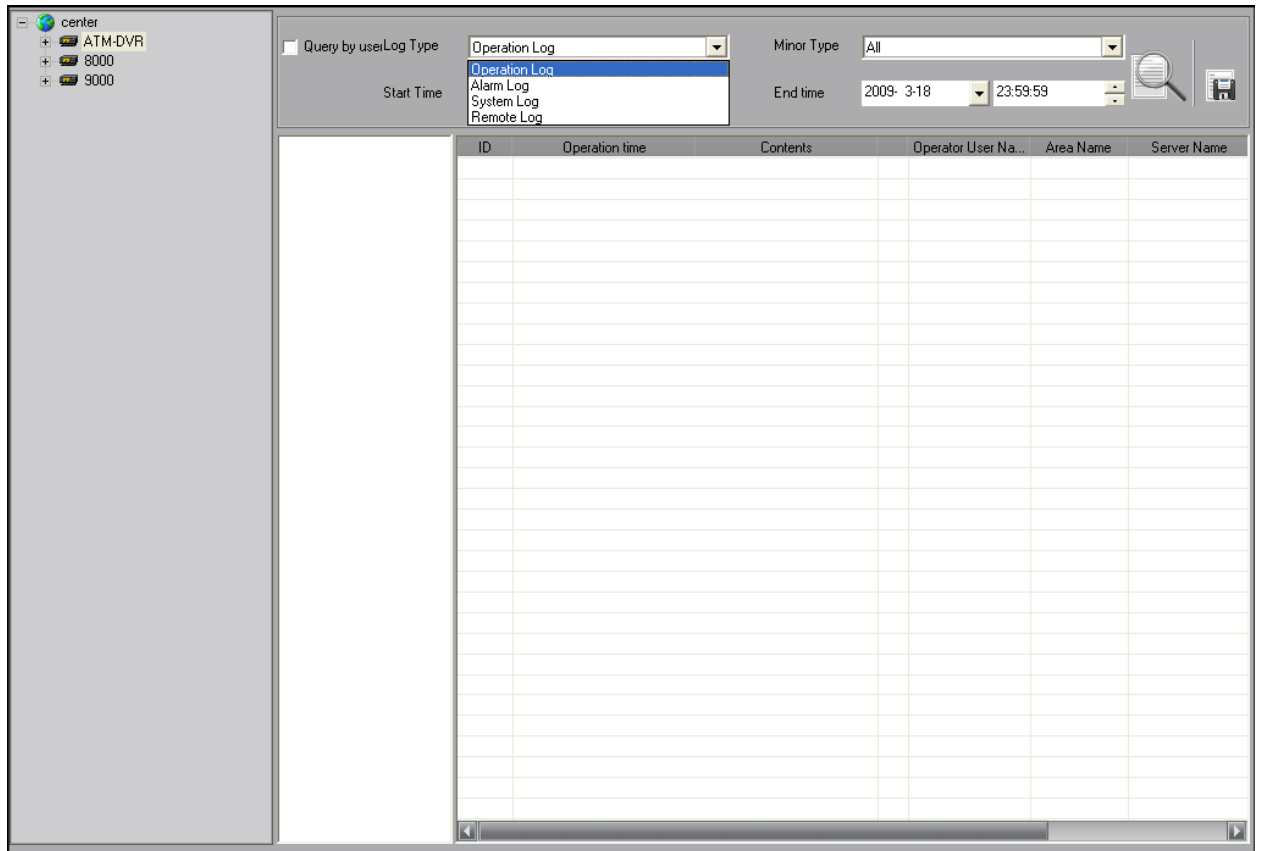 center
ATM-DVR
8000
9000
Query by user Log Type
Operation Log
Minor Type
All
Operation Log
Alarm Log
System Log
Remote Log
Start Time
End time
2009- 3-18
23:59:59
ID
Operation time
Contents
Operator User Na...
Area Name
Server Name